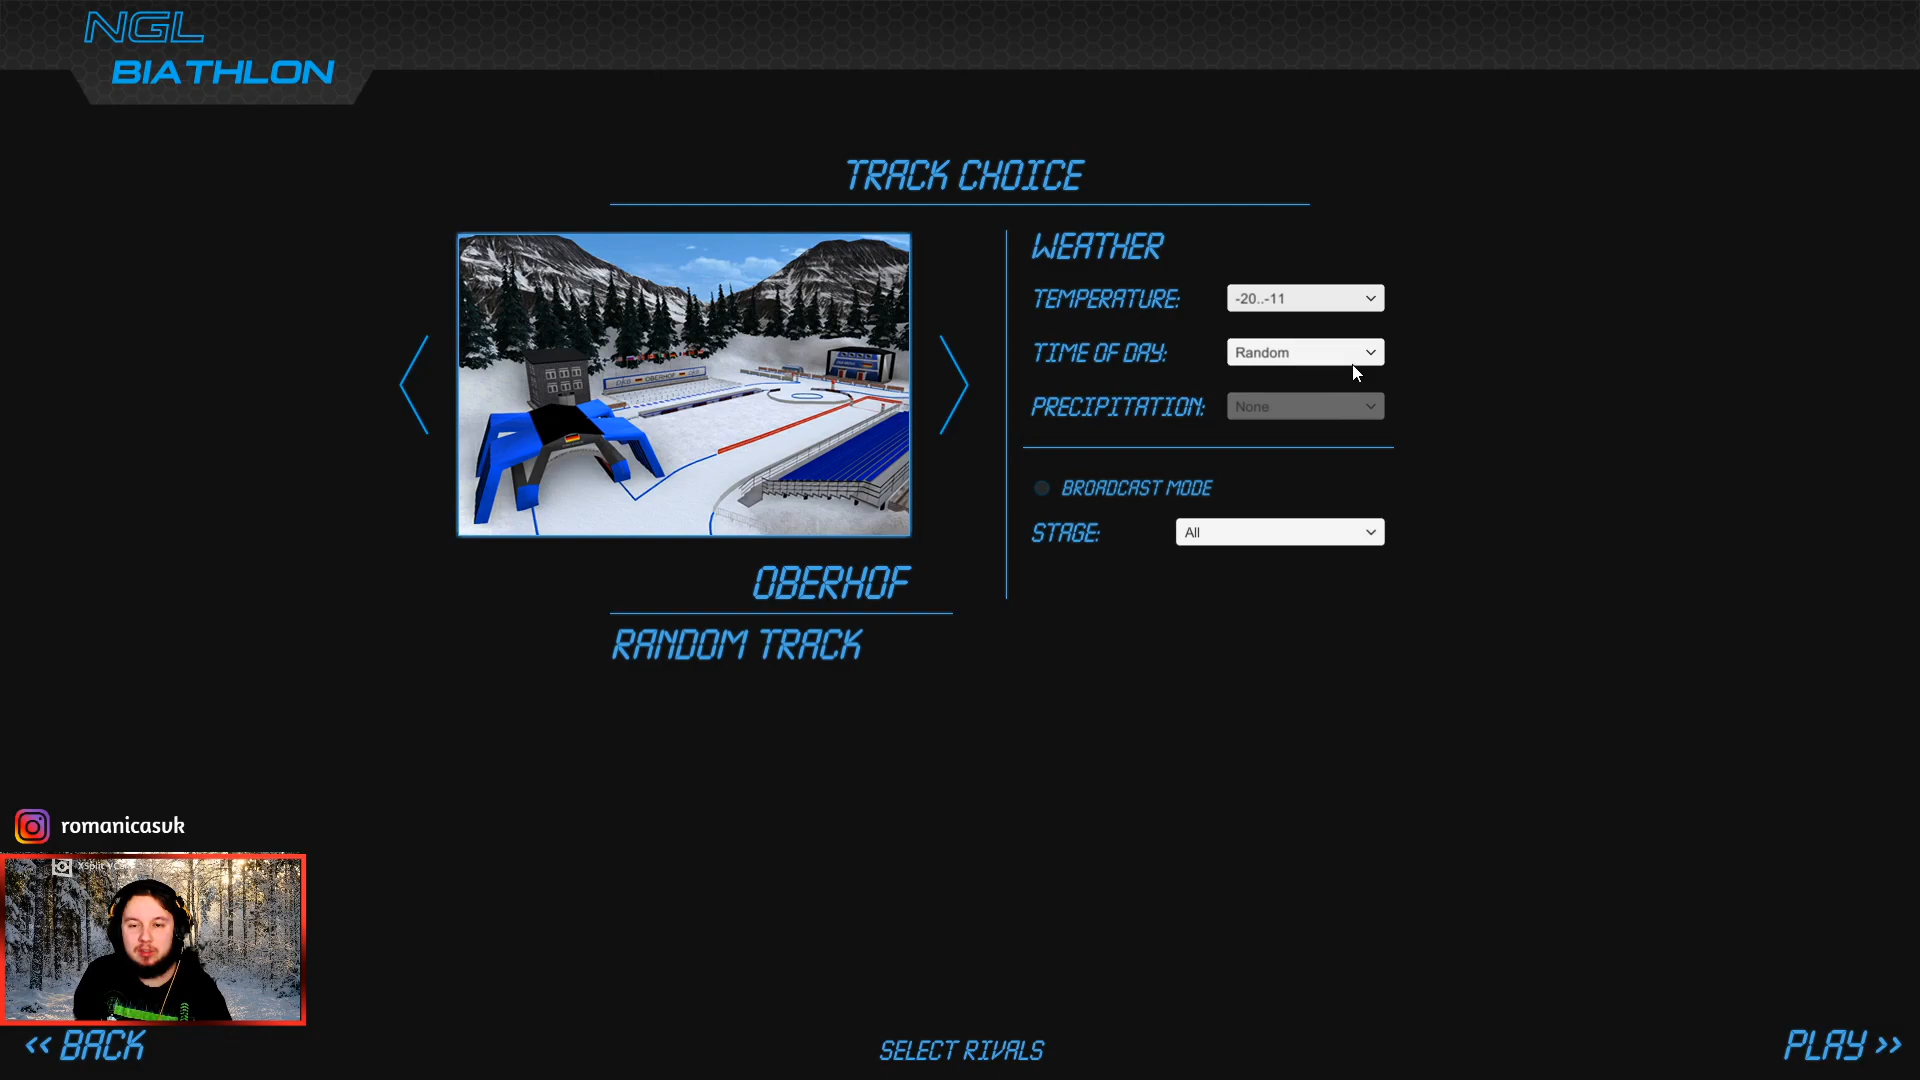 NGL
BIATHLON
TRACK CHOICE
WEATHER
TEMPERATURE: -20..-11
TIME OF DAY: Random
PRECIPITATION: None
BROADCAST MODE
STAGE: All
OBERHOF
OBERHOF
RANDOM TRACK
romanicasuk
<< BACK
SELECT RIVALS
PLAY >>